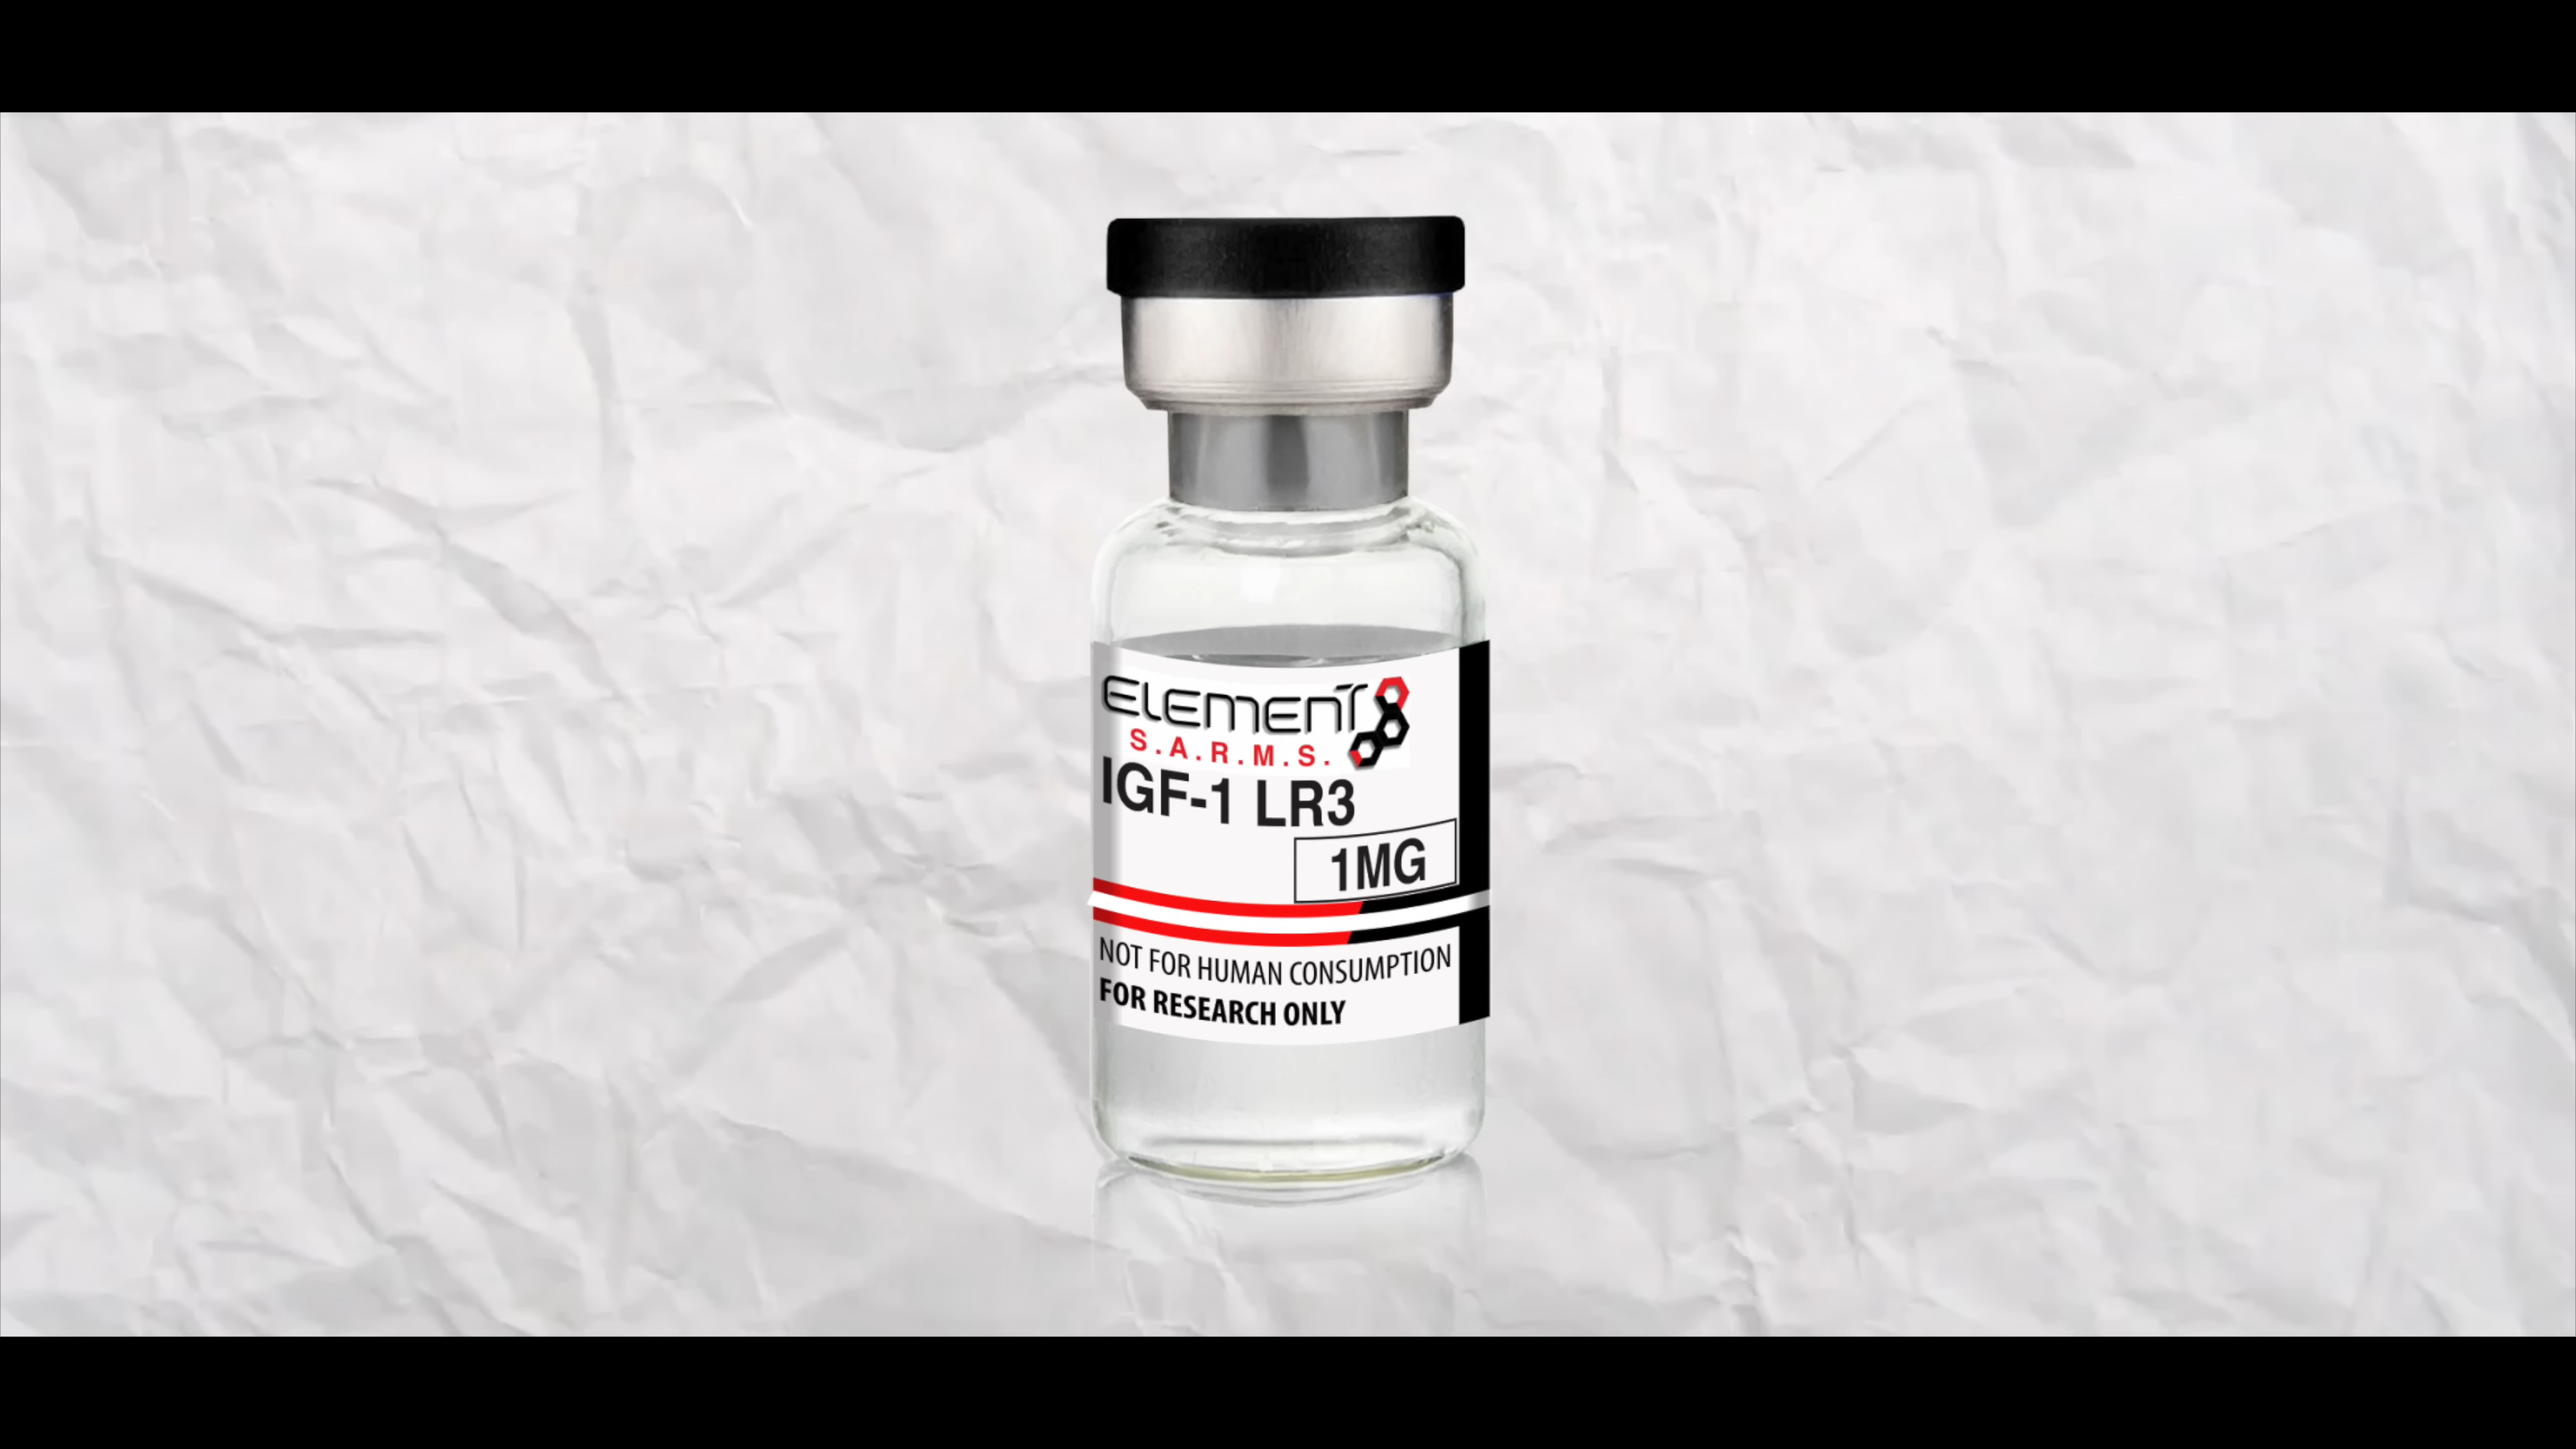 ELEMENT
S.A.R.M.S.
IGF-1 LR3
1MG
NOT FOR HUMAN CONSUMPTION
FOR RESEARCH ONLY